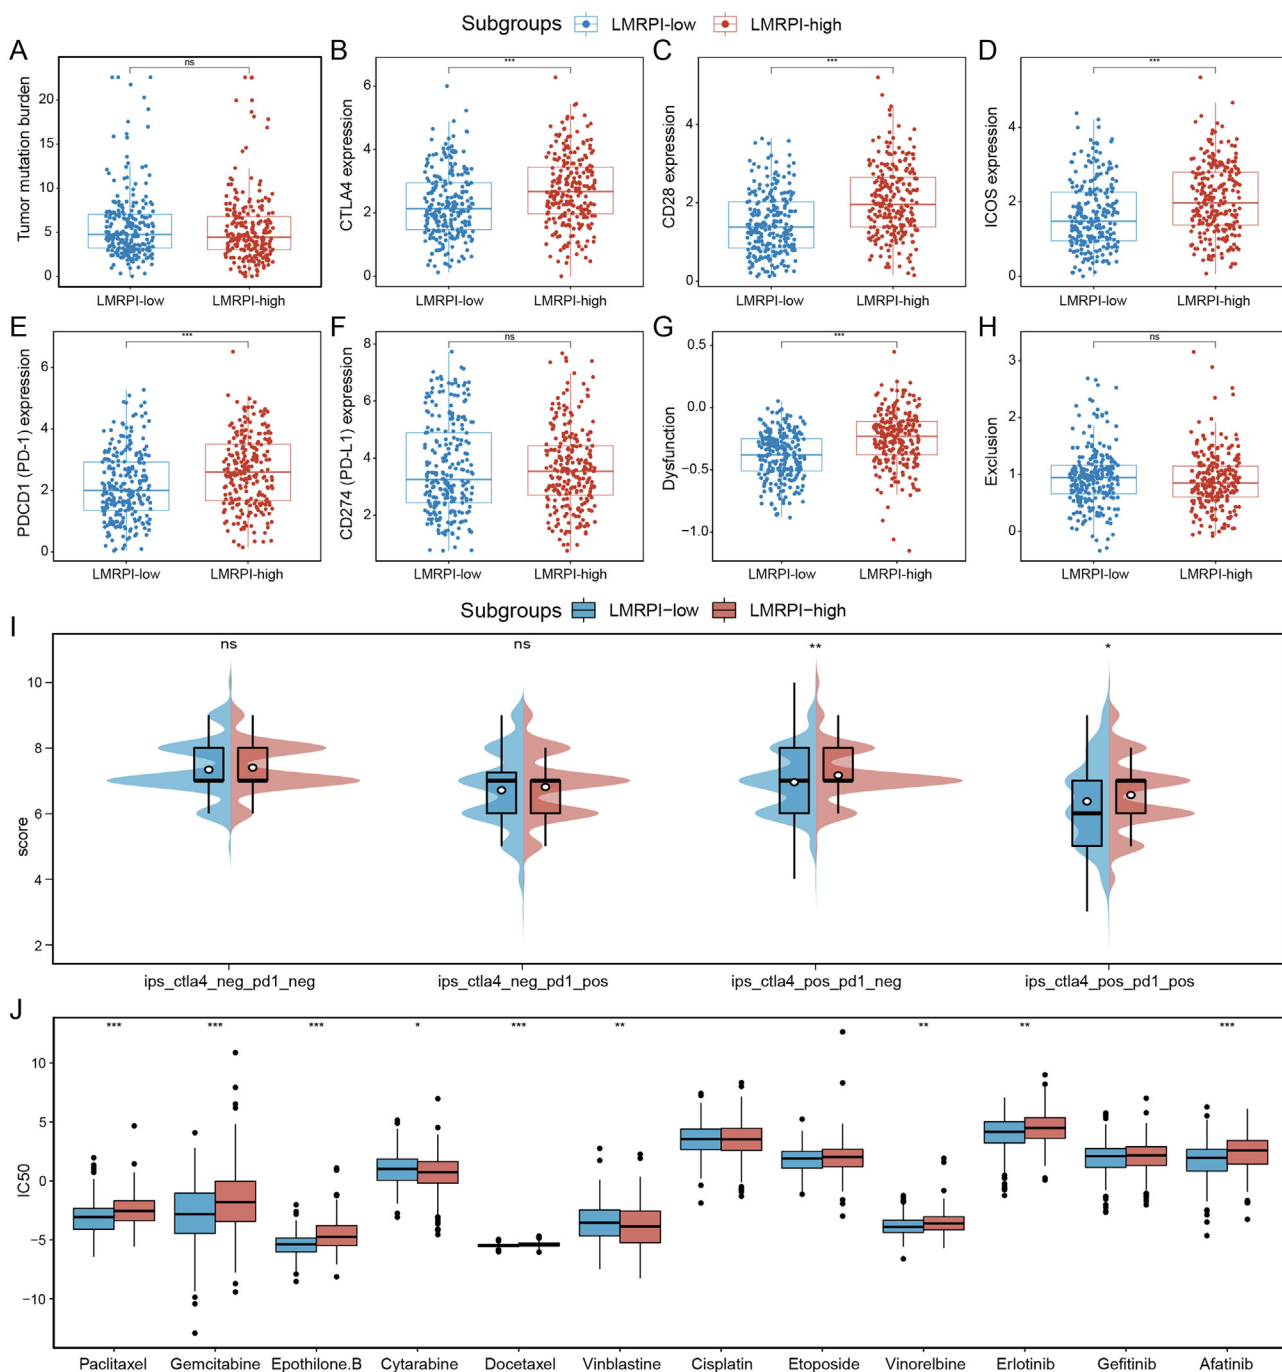 Subgroups LMRPI-low LMRPI-high
A B C D
ns *** *** ***
Tumor mutation burden
20
15
10
5
0
LMRPI-low LMRPI-high
CTLA4 expression
6
4
2
0
LMRPI-low LMRPI-high
CD28 expression
4
2
0
LMRPI-low LMRPI-high
ICOS expression
4
2
0
LMRPI-low LMRPI-high
E F G H
*** ns *** ns
PDCD1 (PD-1) expression
6
4
2
0
LMRPI-low LMRPI-high
CD274 (PD-L1) expression
6
4
2
LMRPI-low LMRPI-high
Dysfunction
0.5
0.0
−0.5
−1.0
LMRPI-low LMRPI-high
Exclusion
3
2
1
0
LMRPI-low LMRPI-high
Subgroups LMRPI−low LMRPI−high
I
ns ns ** *
score
10
8
6
4
2
ips_ctla4_neg_pd1_neg ips_ctla4_neg_pd1_pos ips_ctla4_pos_pd1_neg ips_ctla4_pos_pd1_pos
J
*** *** *** * *** ** ** ** ***
IC50
10
5
0
−5
−10
Paclitaxel Gemcitabine Epothilone.B Cytarabine Docetaxel Vinblastine Cisplatin Etoposide Vinorelbine Erlotinib Gefitinib Afatinib